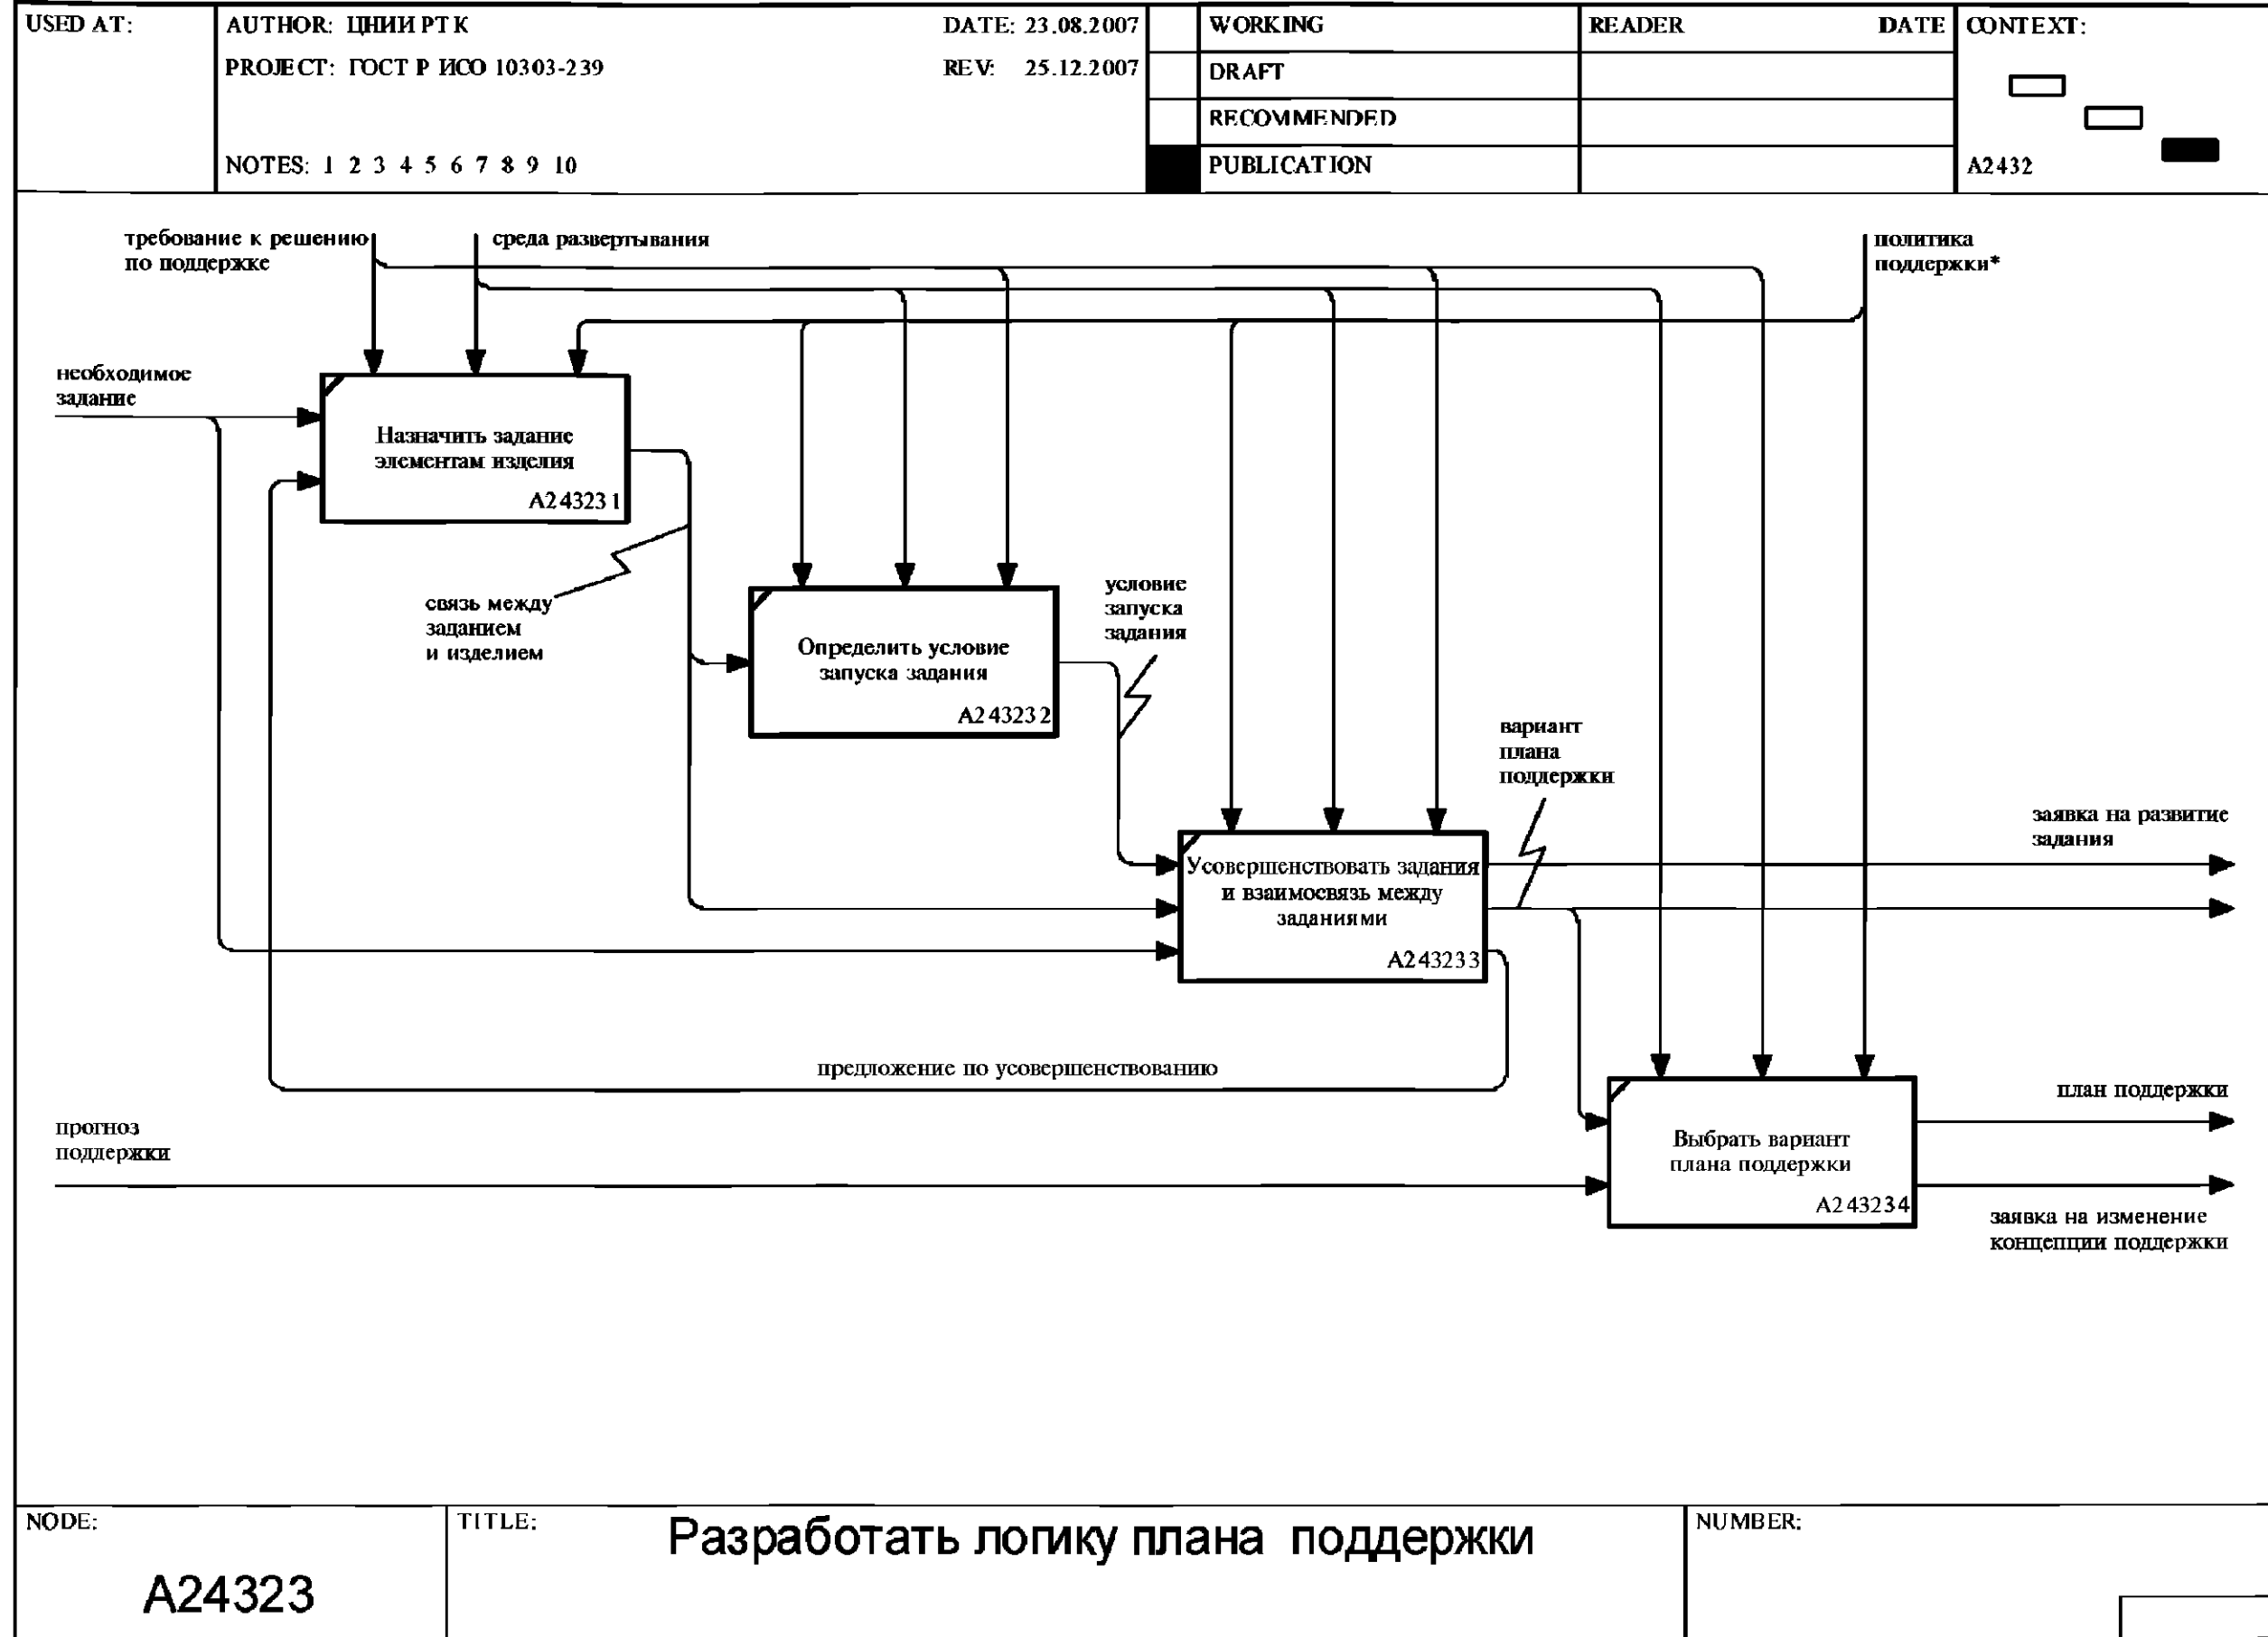 USED AT:
AUTHOR: ЦНИИ РТК
DATE: 23.08.2007
PROJECT: ГОСТ Р ИСО 10303-239
REV: 25.12.2007
NOTES: 1 2 3 4 5 6 7 8 9 10
WORKING
DRAFT
RECOMMENDED
PUBLICATION
READER DATE
CONTEXT:
A2432
требование к решению
по поддержке
среда развертывания
политика
поддержки*
необходимое
задание
Назначить задание
элементам изделия
A243231
связь между
заданием
и изделием
Определить условие
запуска задания
A243232
условие
запуска
задания
вариант
плана
поддержки
Усовершенствовать задания
и взаимосвязь между
заданиями
A243233
заявка на развитие
задания
предложение по усовершенствованию
прогноз
поддержки
Выбрать вариант
плана поддержки
A243234
план поддержки
заявка на изменение
концепции поддержки
NODE:
A24323
TITLE:
Разработать логику плана поддержки
NUMBER: